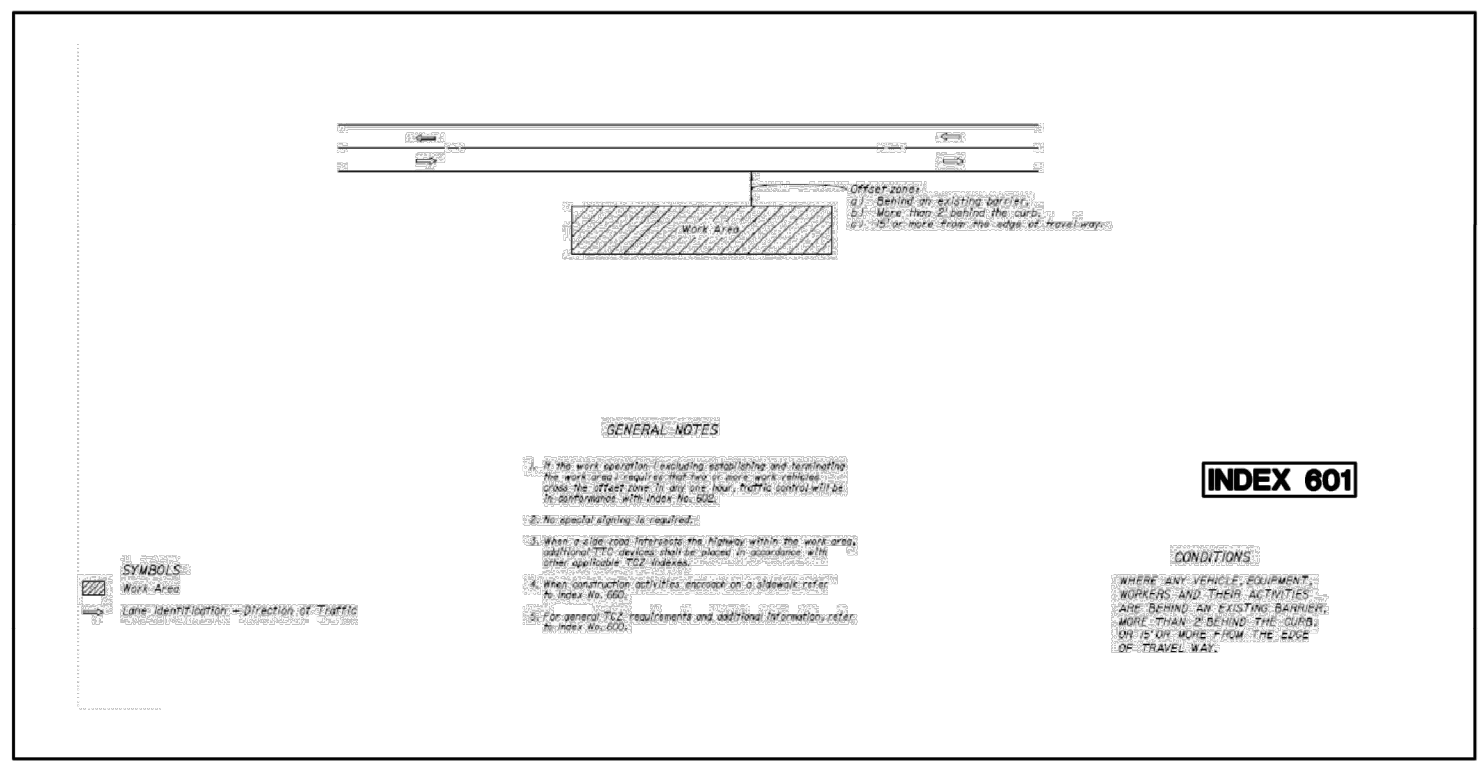 Offset zone:
a) Behind an existing barrier.
b) More than 2' behind the curb.
c) 15' or more from the edge of travel way.
Work Area
GENERAL NOTES
1. If the work operation (excluding establishing and terminating
the work area) requires that two or more work vehicles
cross the offset zone in any one hour, traffic control will be
in conformance with Index No. 602.
2. No special signing is required.
3. When a side road intersects the highway within the work area,
additional TTC devices shall be placed in accordance with
other applicable TCZ Indexes.
4. When construction activities encroach on a sidewalk refer
to Index No. 660.
5. For general TCZ requirements and additional information, refer
to Index No. 600.
INDEX 601
SYMBOLS
Work Area
Lane Identification - Direction of Traffic
CONDITIONS
WHERE ANY VEHICLE, EQUIPMENT,
WORKERS AND THEIR ACTIVITIES
ARE BEHIND AN EXISTING BARRIER,
MORE THAN 2' BEHIND THE CURB,
OR 15' OR MORE FROM THE EDGE
OF TRAVEL WAY.